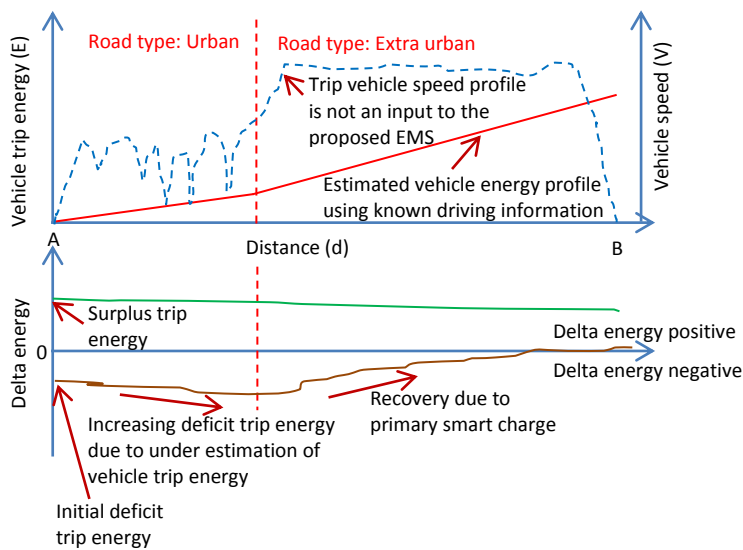 Vehicle trip energy (E)
Road type: Urban
Road type: Extra urban
Trip vehicle speed profile
is not an input to the
proposed EMS
Estimated vehicle energy profile
using known driving information
Vehicle speed (V)
A
Distance (d)
B
Delta energy
Surplus trip
energy
0
Delta energy positive
Delta energy negative
Increasing deficit trip energy
due to under estimation of
vehicle trip energy
Recovery due to
primary smart charge
Initial deficit
trip energy